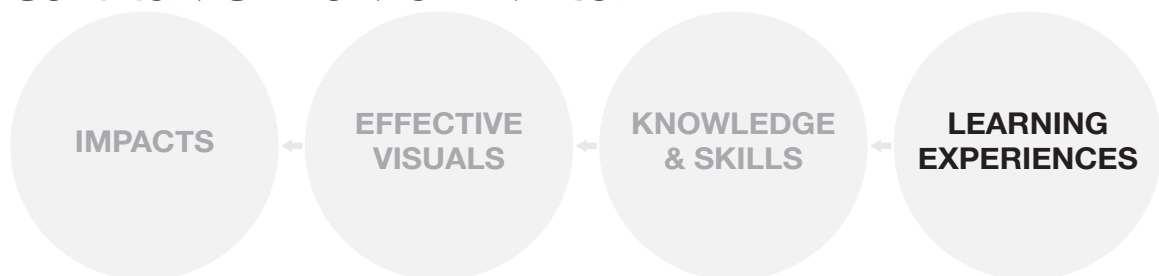 IMPACTS
EFFECTIVE
VISUALS
KNOWLEDGE
& SKILLS
LEARNING
EXPERIENCES